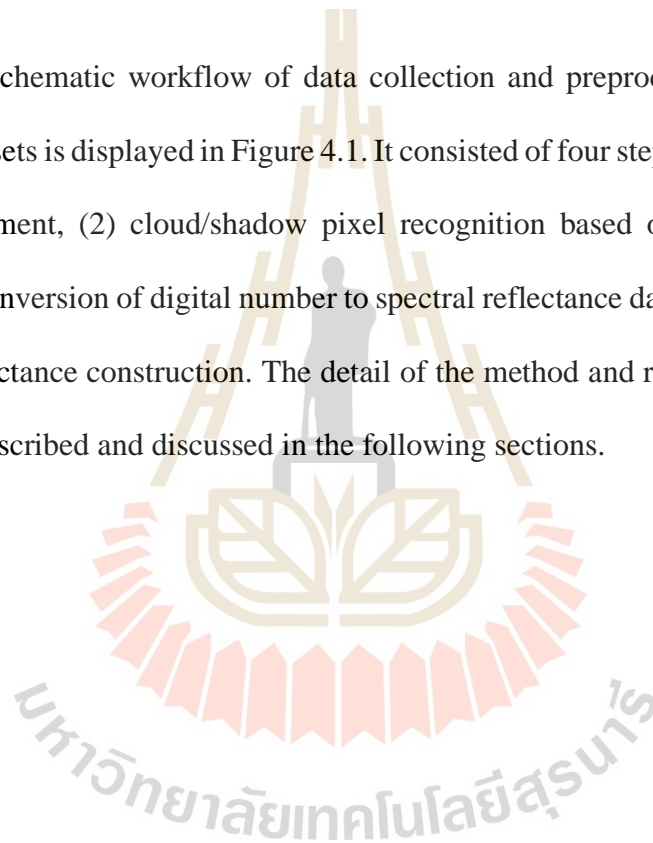 chematic workflow of data collection and preproc
sets is displayed in Figure 4.1. It consisted of four step
ment, (2) cloud/shadow pixel recognition based o
nversion of digital number to spectral reflectance da
ctance construction. The detail of the method and r
scribed and discussed in the following sections.
มหาวิทยาลัยเทคโนโลยีสุรนารี